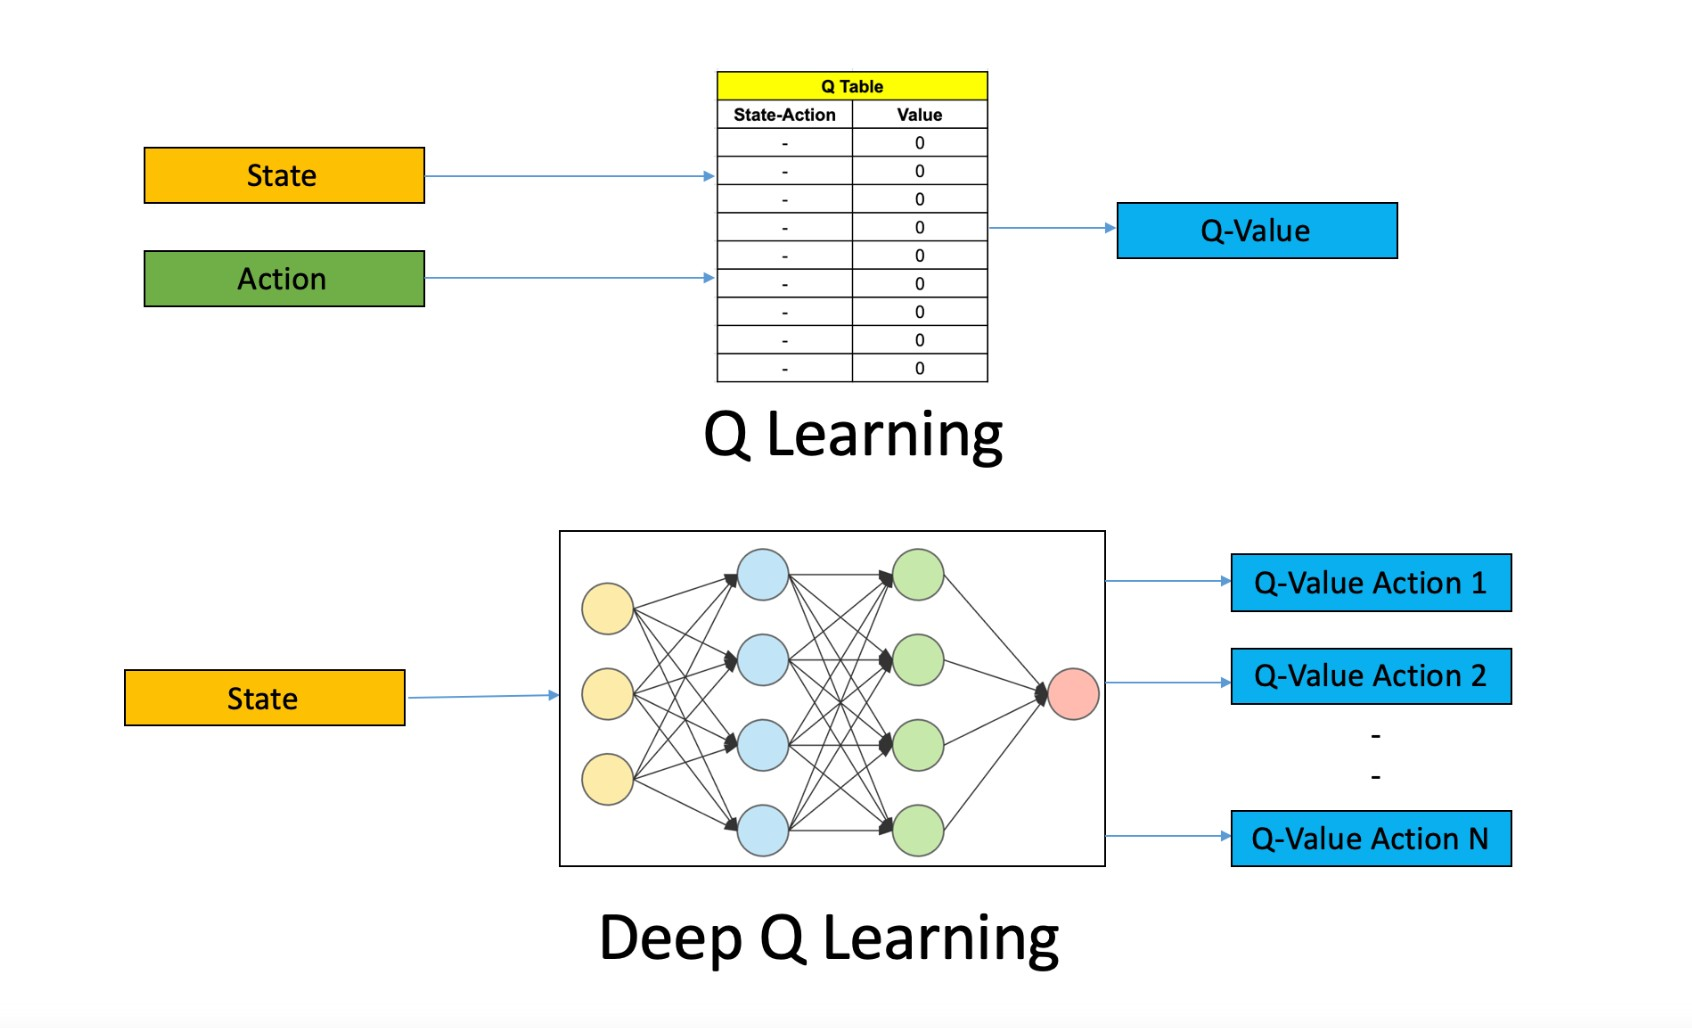 Q Table
State-Action Value
- 0
- 0
- 0
- 0
- 0
- 0
- 0
- 0
- 0
State
Action
Q-Value
Q Learning
State
Q-Value Action 1
Q-Value Action 2
-
-
Q-Value Action N
Deep Q Learning